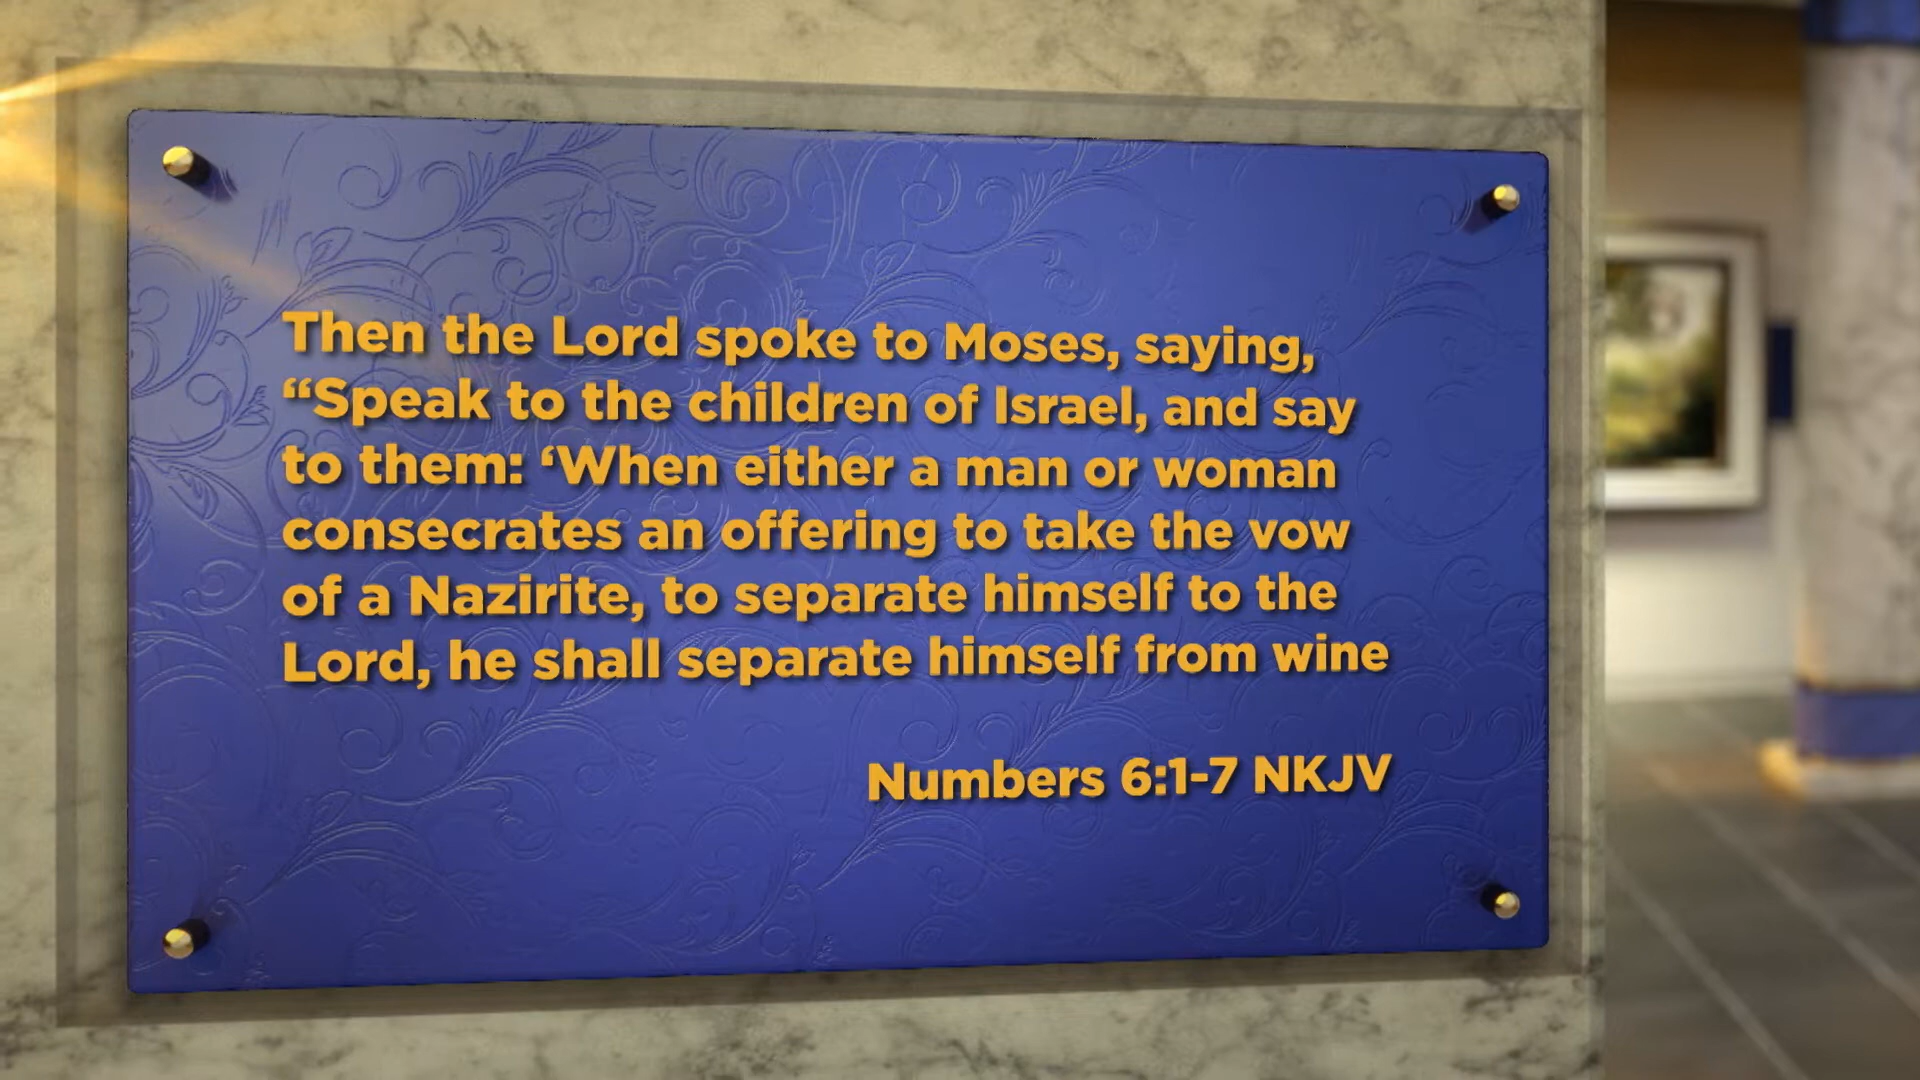 Then the Lord spoke to Moses, saying,
“Speak to the children of Israel, and say
to them: ‘When either a man or woman
consecrates an offering to take the vow
of a Nazirite, to separate himself to the
Lord, he shall separate himself from wine
Numbers 6:1-7 NKJV